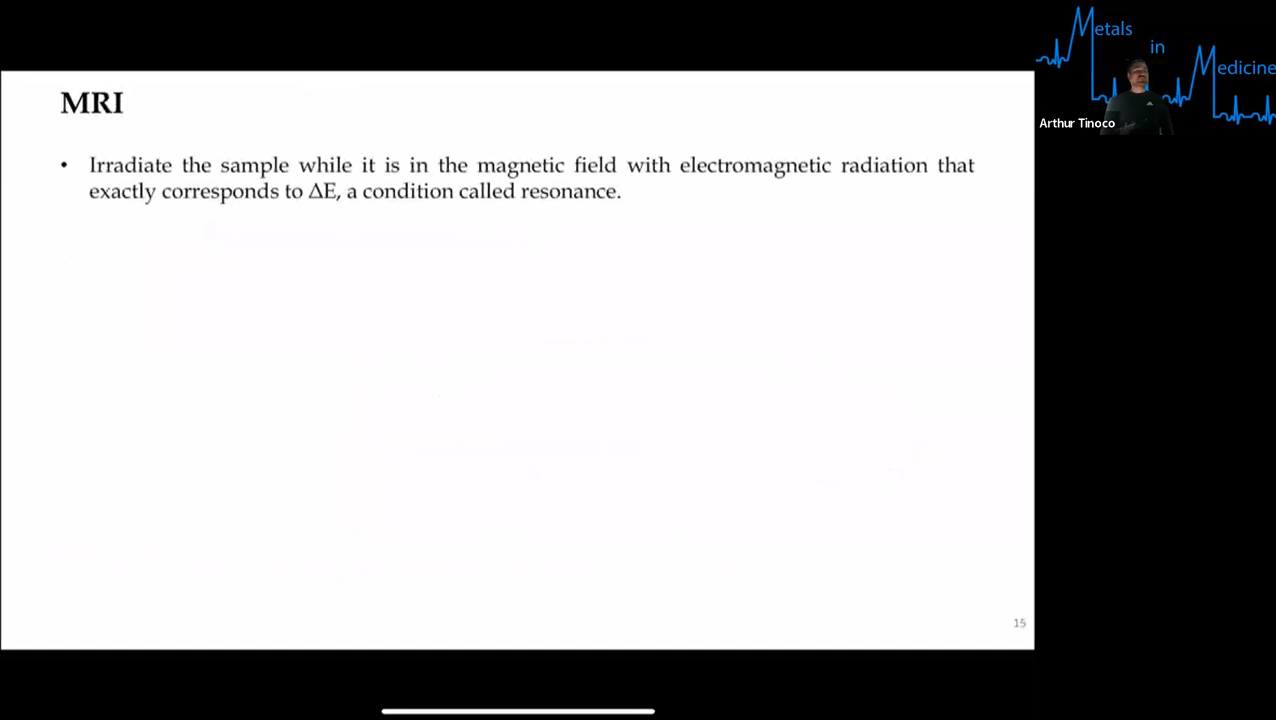 MRI
• Irradiate the sample while it is in the magnetic field with electromagnetic radiation that
exactly corresponds to ΔE, a condition called resonance.
15
Metals
in
Medicine
Arthur Tinoco